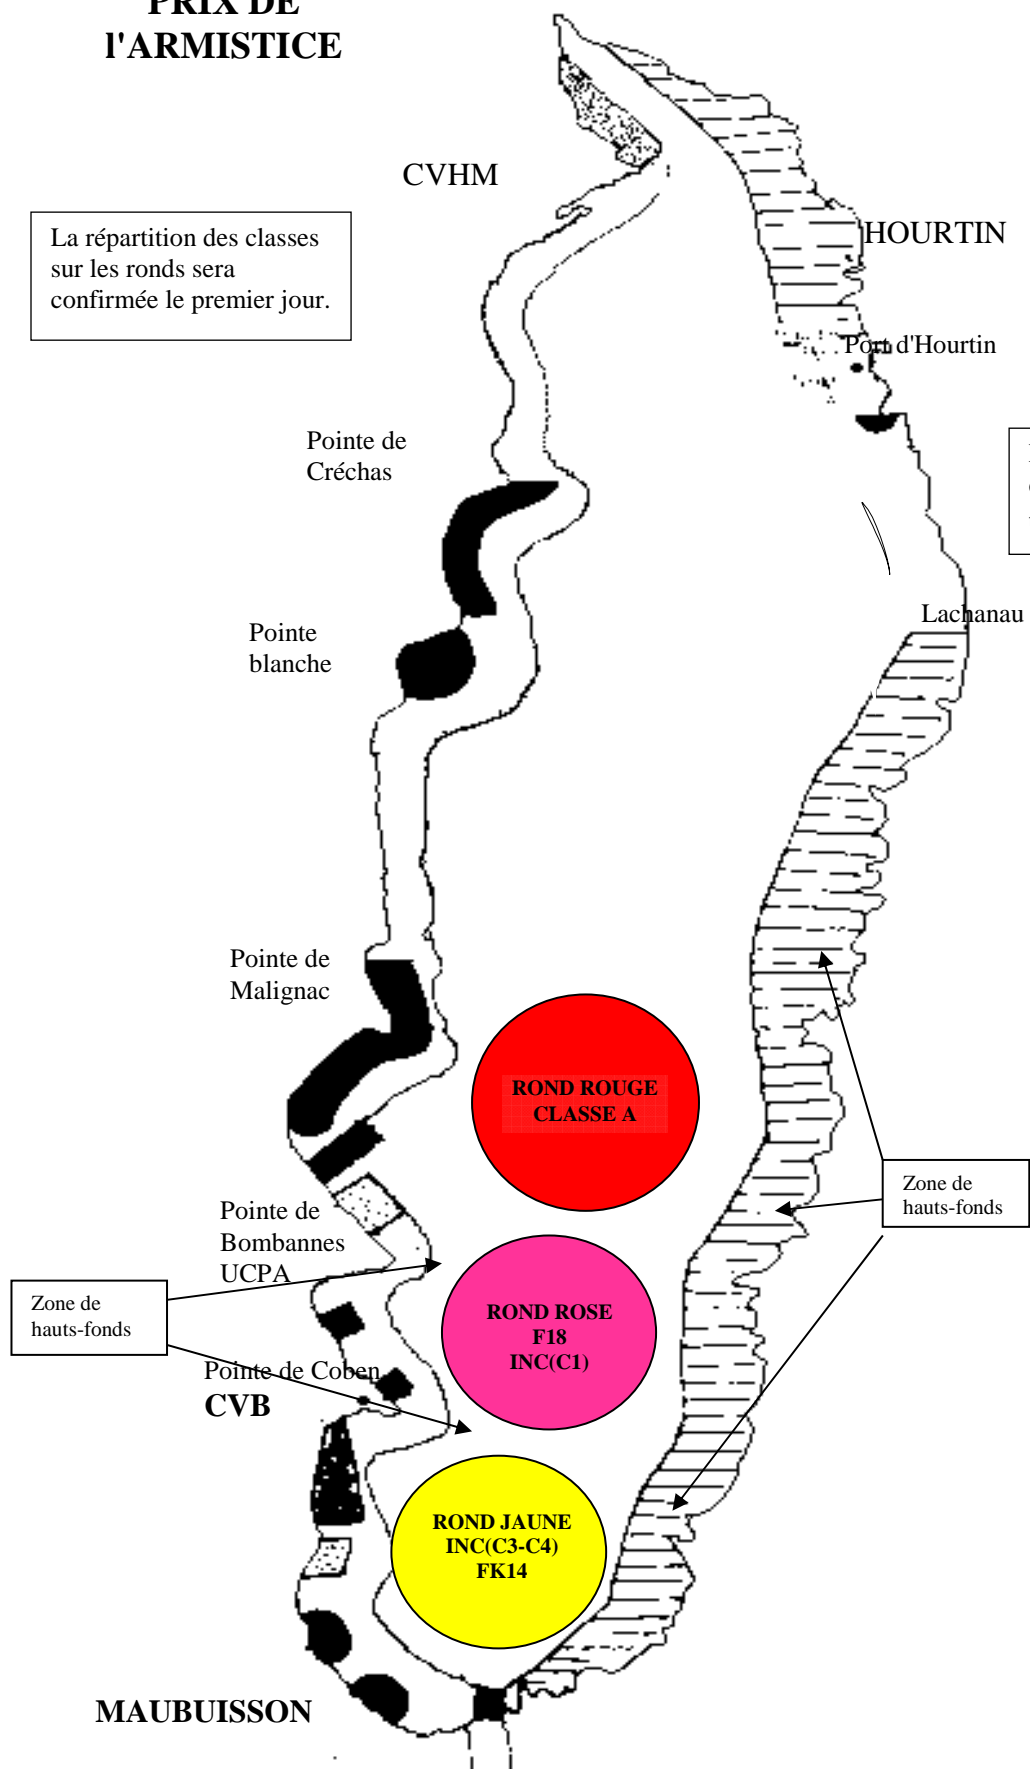 PRIX DE
l'ARMISTICE
CVHM
La répartition des classes
sur les ronds sera
confirmée le premier jour.
HOURTIN
Port d'Hourtin
Pointe de
Créchas
Lachanau
Pointe
blanche
Pointe de
Malignac
ROND ROUGE
CLASSE A
Zone de
hauts-fonds
Pointe de
Bombannes
UCPA
Zone de
hauts-fonds
ROND ROSE
F18
INC(C1)
Pointe de Coben
CVB
ROND JAUNE
INC(C3-C4)
FK14
MAUBUISSON